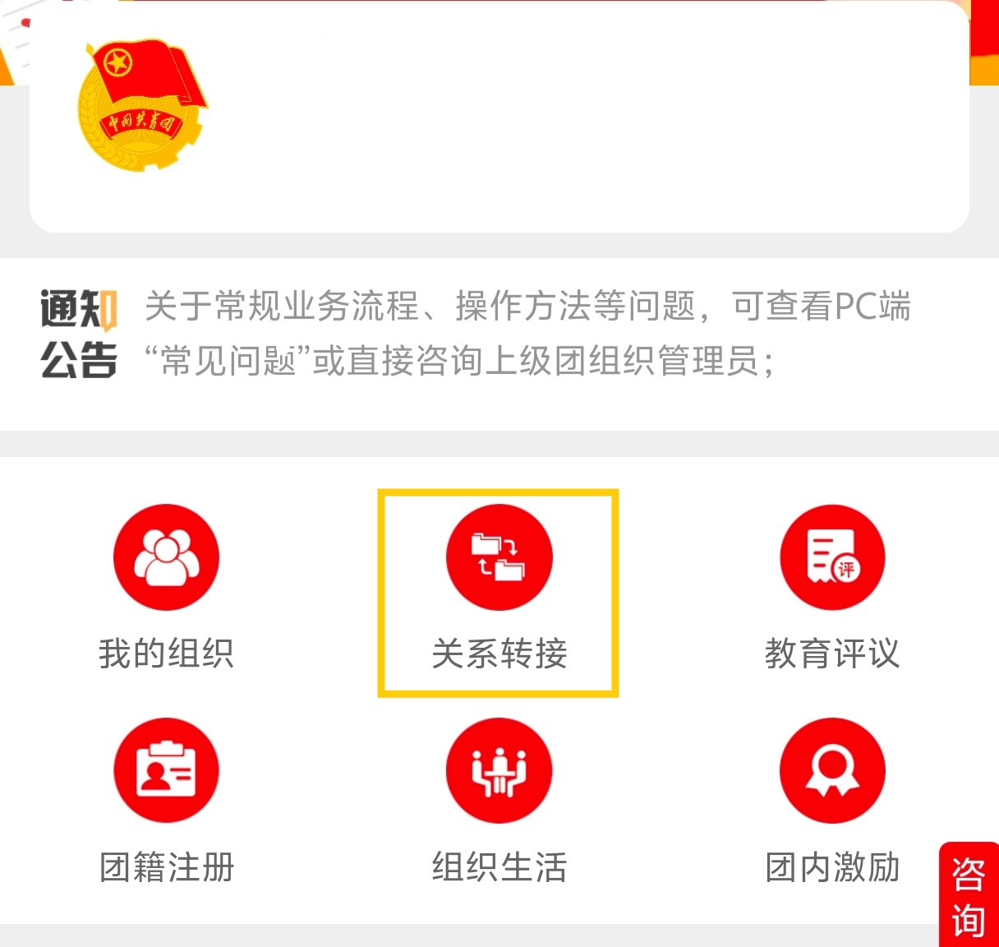 中国共青团
通知
公告
关于常规业务流程、操作方法等问题，可查看PC端
“常见问题”或直接咨询上级团组织管理员；
评
我的组织
关系转接
教育评议
团籍注册
组织生活
团内激励
咨
询